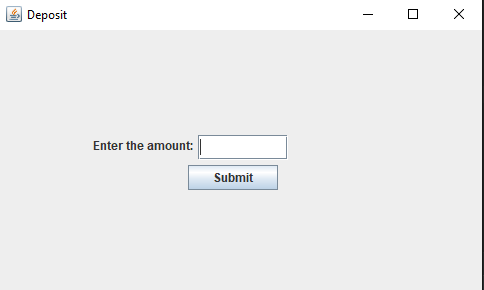 Deposit
Enter the amount:
Submit